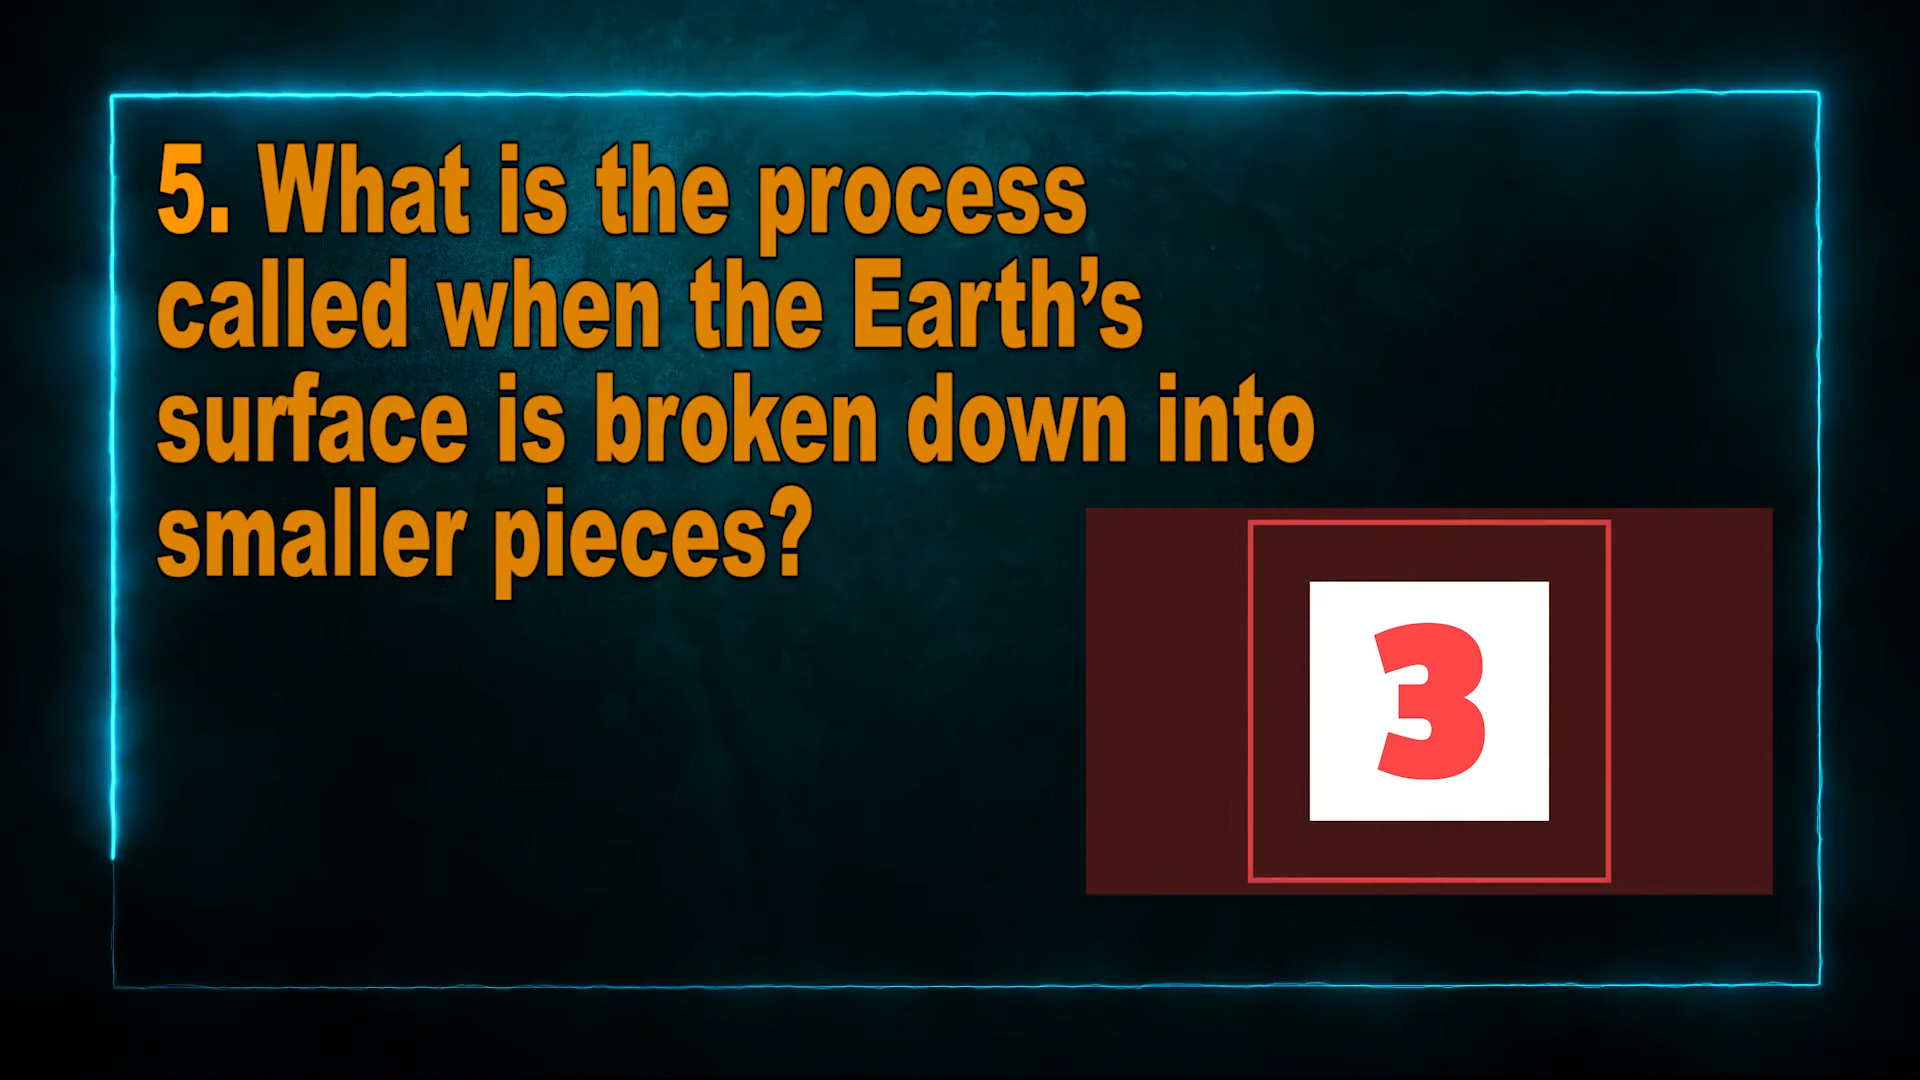 5. What is the process
called when the Earth’s
surface is broken down into
smaller pieces?
3